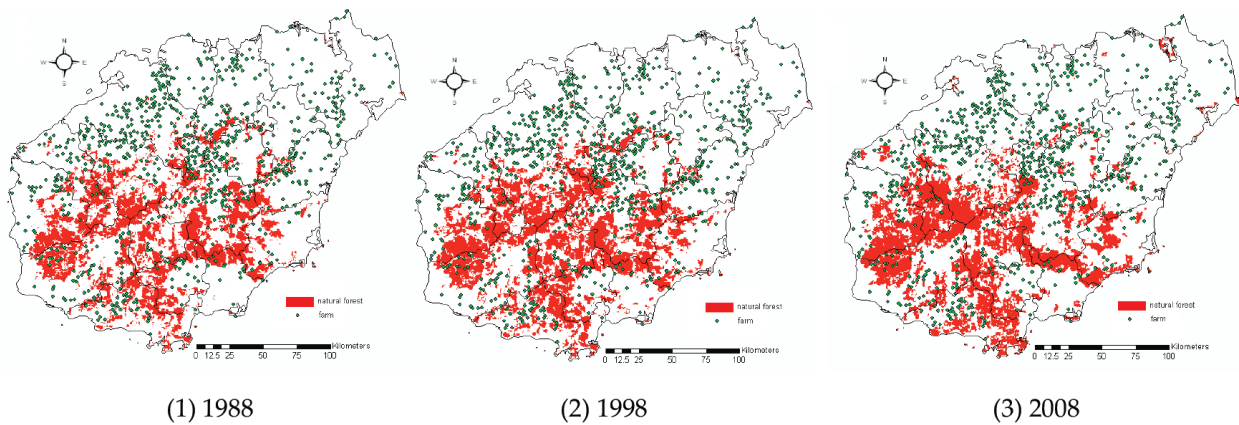 N
W E
S
natural forest
farm
Kilometers
0 12.5 25 50 75 100
(1) 1988
N
W E
S
natural forest
farm
Kilometers
0 12.5 25 50 75 100
(2) 1998
N
W E
S
natural forest
farm
Kilometers
0 12.5 25 50 75 100
(3) 2008